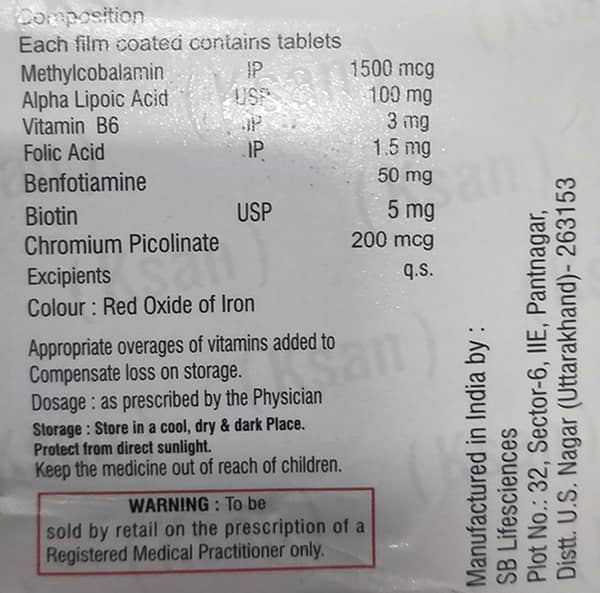 Composition
Each film coated contains tablets
Methylcobalamin IP 1500 mcg
Alpha Lipoic Acid USP 100 mg
Vitamin B6 IP 3 mg
Folic Acid IP 1.5 mg
Benfotiamine 50 mg
Biotin USP 5 mg
Chromium Picolinate 200 mcg
Excipients q.s.
Colour : Red Oxide of Iron
Appropriate overages of vitamins added to
Compensate loss on storage.
Dosage : as prescribed by the Physician
Storage : Store in a cool, dry & dark Place.
Protect from direct sunlight.
Keep the medicine out of reach of children.
WARNING : To be
sold by retail on the prescription of a
Registered Medical Practitioner only.
Manufactured in India by :
SB Lifesciences
Plot No.: 32, Sector-6, IIE, Pantnagar,
Distt. U.S. Nagar (Uttarakhand)- 263153
(Ksan)